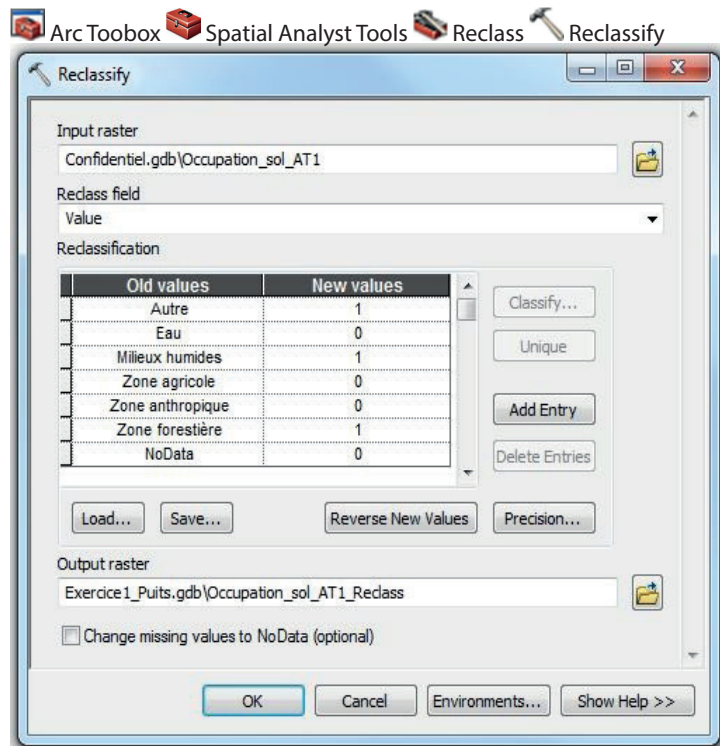 Arc Toobox Spatial Analyst Tools Reclass Reclassify
Reclassify
Input raster
Confidentiel.gdb\Occupation_sol_AT1
Reclass field
Value
Reclassification
Old values New values
Autre 1
Eau 0
Milieux humides 1
Zone agricole 0
Zone anthropique 0
Zone forestière 1
NoData 0
Classify...
Unique
Add Entry
Delete Entries
Load... Save... Reverse New Values Precision...
Output raster
Exercice1_Puits.gdb\Occupation_sol_AT1_Reclass
Change missing values to NoData (optional)
OK Cancel Environments... Show Help >>